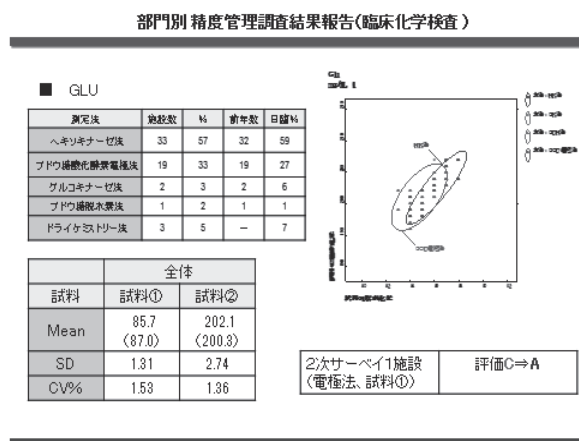 部門別 精度管理調査結果報告(臨床化学検査)
■ GLU
測定法 施設数 % 前年数 日臨%
ヘキソキナーゼ法 33 57 32 59
ブドウ糖酸化酵素電極法 19 33 19 27
グルコキナーゼ法 2 3 2 6
ブドウ糖脱水素法 1 2 1 1
ドライケミストリー法 3 5 － 7
全体
試料 試料① 試料②
Mean 85.7 202.1
(87.0) (200.3)
SD 1.31 2.74
CV% 1.53 1.36
2次サーベイ1施設 評価C⇒A
(電極法、試料①)